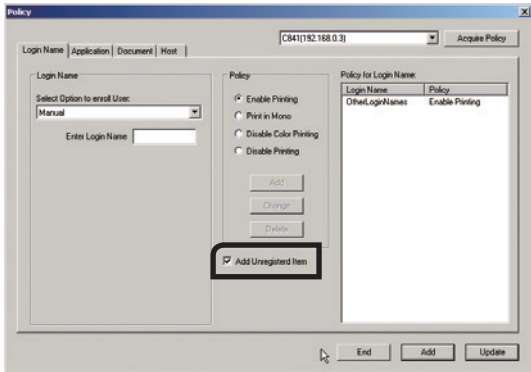 Policy
C841(192.168.0.3)
Acquire Policy
Login Name
Application
Document
Host
Login Name
Select Option to enroll User:
Manual
Enter Login Name
Policy
Enable Printing
Print in Mono
Disable Color Printing
Disable Printing
Add
Change
Delete
Add Unregisterd Item
Policy for Login Name:
Login Name Policy
OtherLoginNames Enable Printing
End
Add
Update